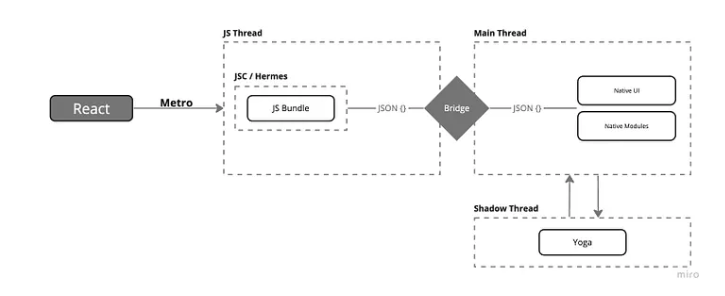 JS Thread
Main Thread
JSC / Hermes
React
Metro
JS Bundle
JSON {}
Bridge
JSON {}
Native UI
Native Modules
Shadow Thread
Yoga
miro